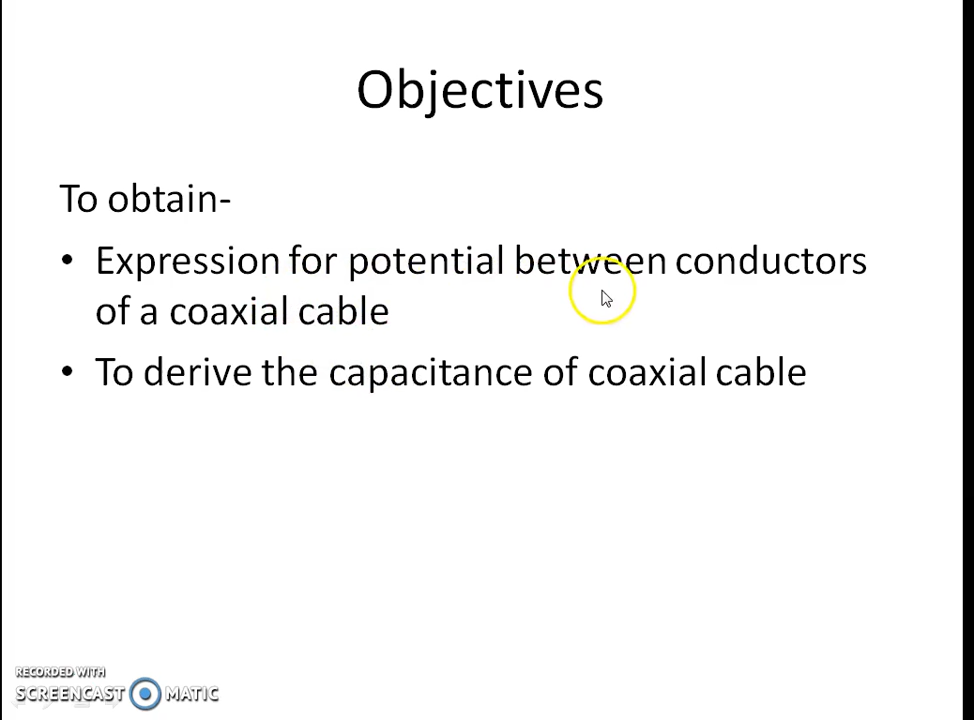 Objectives
To obtain-
• Expression for potential between conductors
of a coaxial cable
• To derive the capacitance of coaxial cable
RECORDED WITH
SCREENCAST MATIC